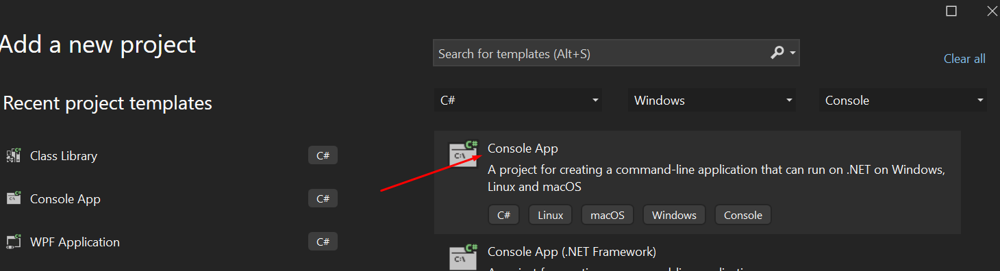 Add a new project
Search for templates (Alt+S)
Clear all
Recent project templates
C#
Windows
Console
Class Library
C#
Console App
C#
WPF Application
C#
C#
C:\
Console App
A project for creating a command-line application that can run on .NET on Windows,
Linux and macOS
C#
Linux
macOS
Windows
Console
C#
C:\
Console App (.NET Framework)